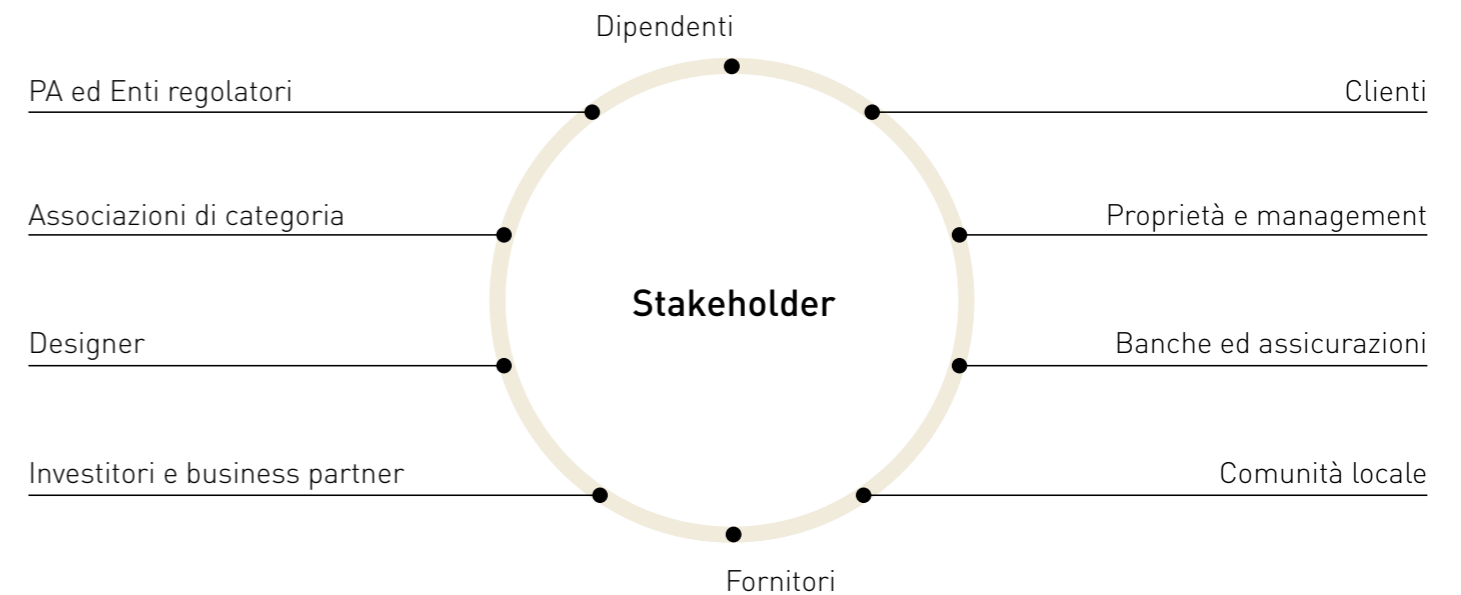 Dipendenti
PA ed Enti regolatori
Clienti
Associazioni di categoria
Proprietà e management
Stakeholder
Designer
Banche ed assicurazioni
Investitori e business partner
Comunità locale
Fornitori